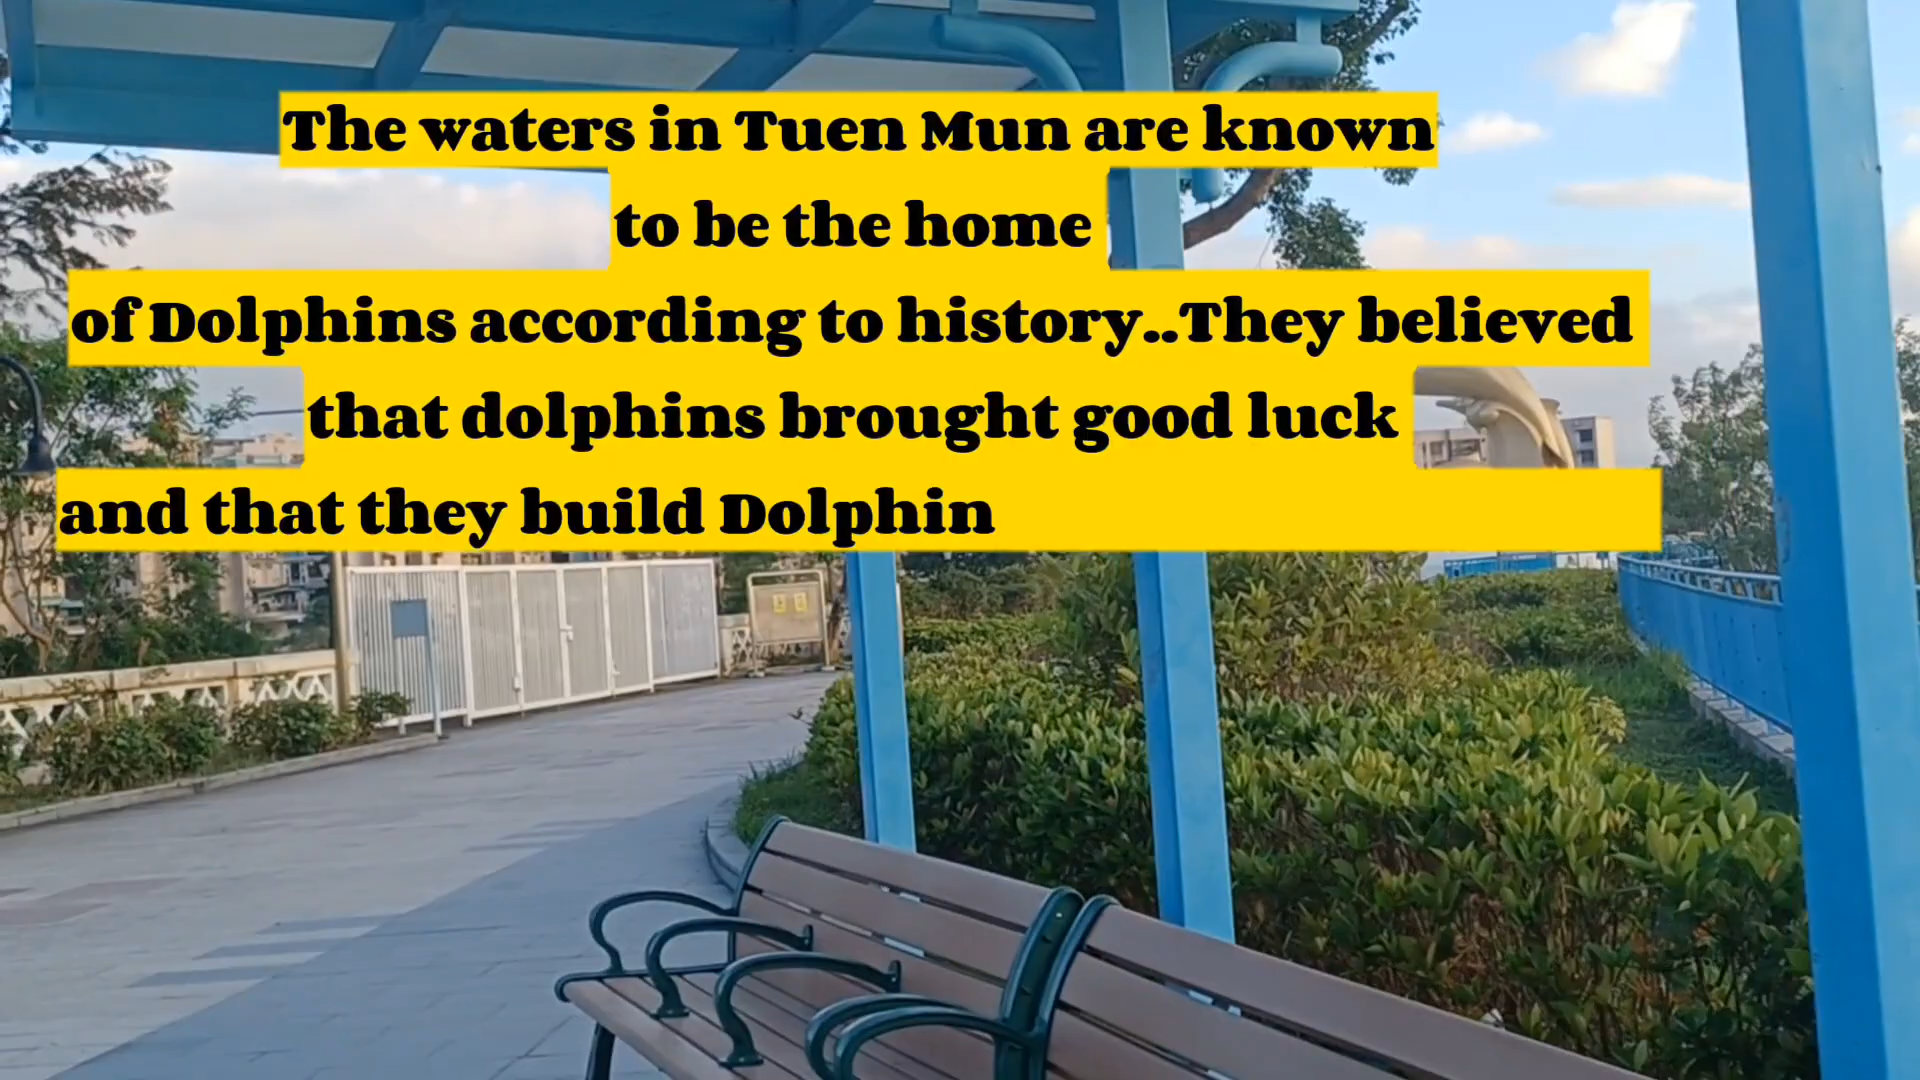 The waters in Tuen Mun are known
to be the home
of Dolphins according to history..They believed
that dolphins brought good luck
and that they build Dolphin